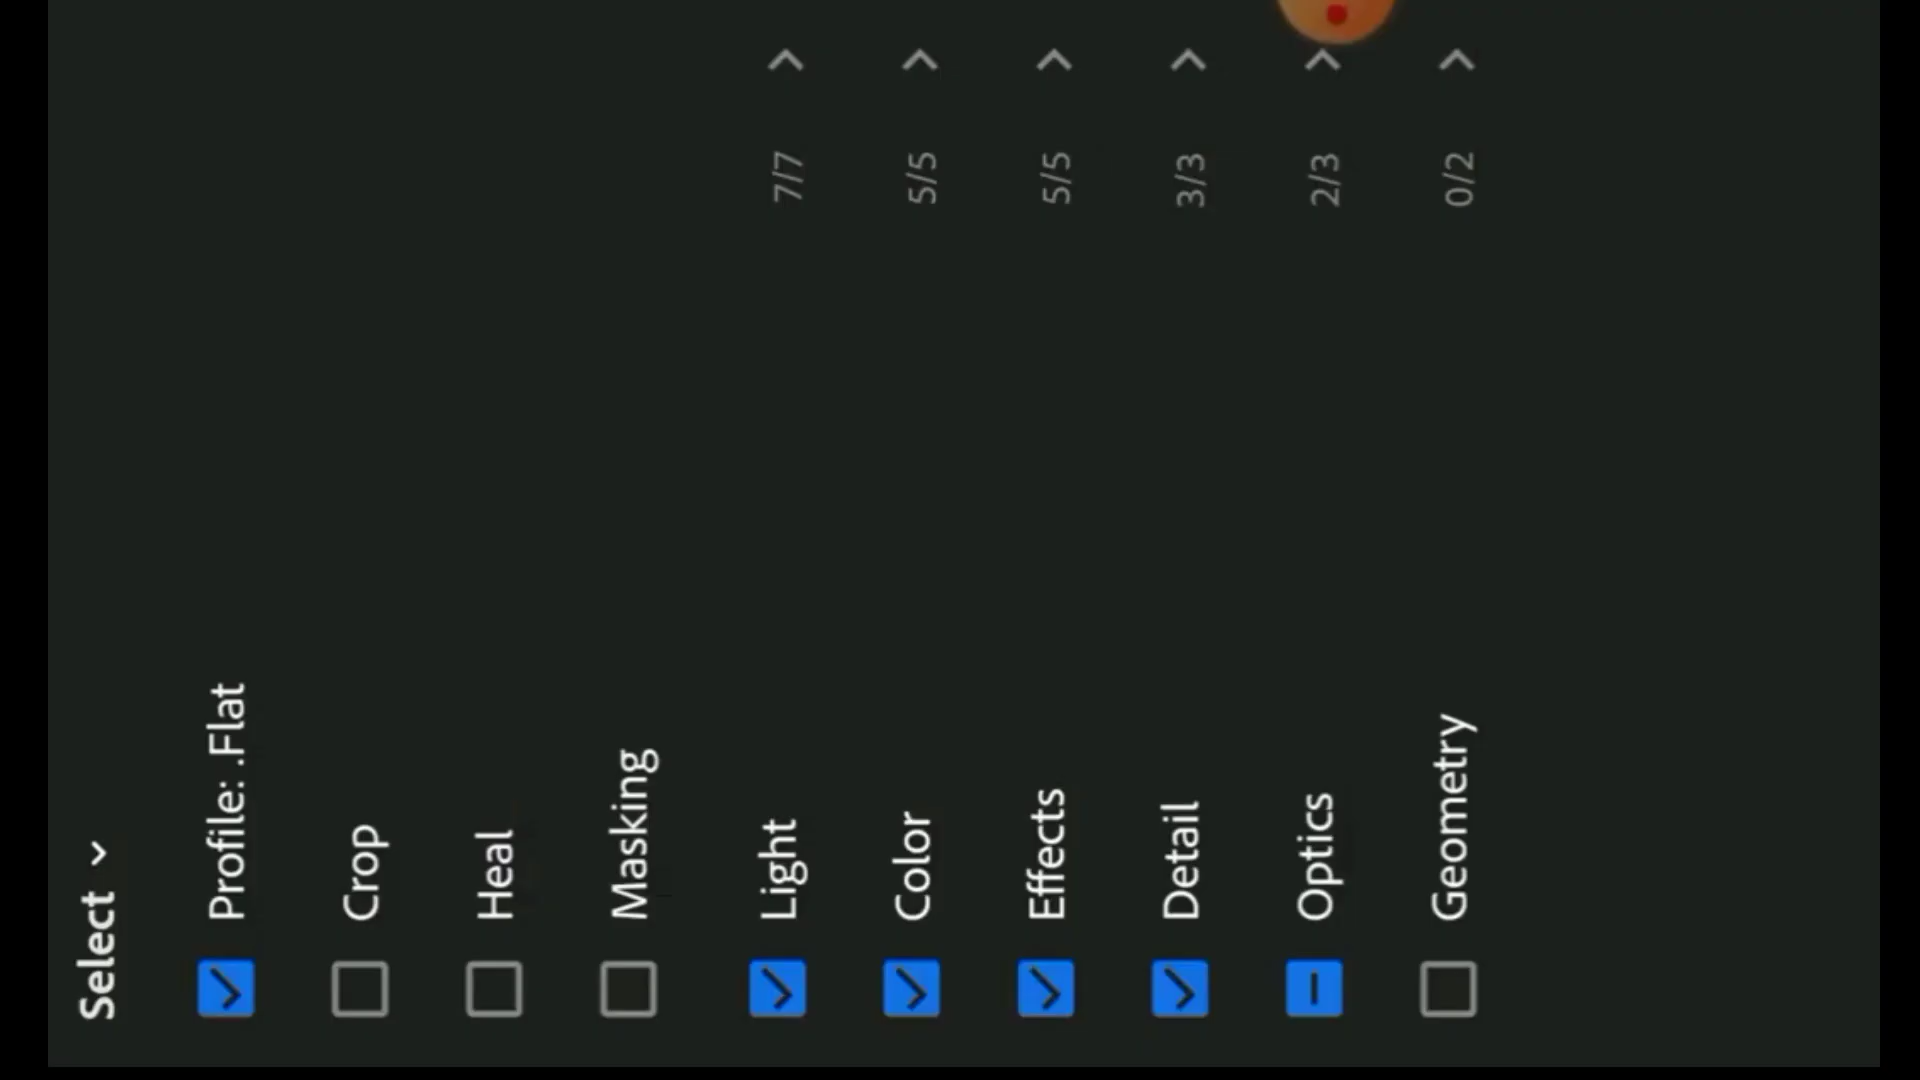 Select
Profile: .Flat
Crop
Heal
Masking
Light 7/7
Color 5/5
Effects 5/5
Detail 3/3
Optics 2/3
Geometry 0/2